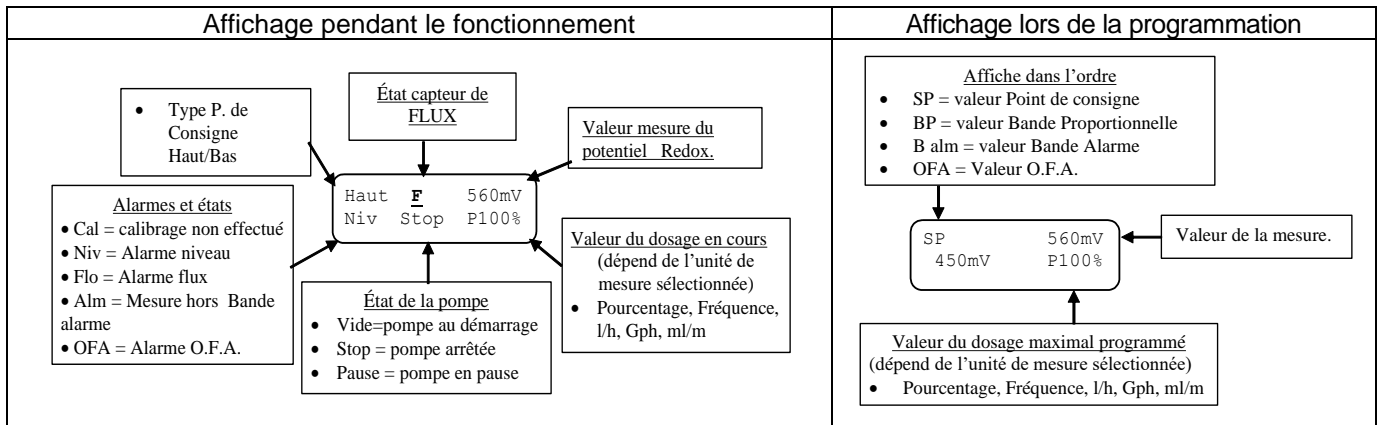 Affichage pendant le fonctionnement
Affichage lors de la programmation
• Type P. de
Consigne
Haut/Bas
État capteur de
FLUX
Valeur mesure du
potentiel Redox.
Haut F 560mV
Niv Stop P100%
Alarmes et états
• Cal = calibrage non effectué
• Niv = Alarme niveau
• Flo = Alarme flux
• Alm = Mesure hors Bande
alarme
• OFA = Alarme O.F.A.
État de la pompe
• Vide=pompe au démarrage
• Stop = pompe arrêtée
• Pause = pompe en pause
Valeur du dosage en cours
(dépend de l’unité de
mesure sélectionnée)
• Pourcentage, Fréquence,
l/h, Gph, ml/m
Affiche dans l’ordre
• SP = valeur Point de consigne
• BP = valeur Bande Proportionnelle
• B alm = valeur Bande Alarme
• OFA = Valeur O.F.A.
SP 560mV
450mV P100%
Valeur de la mesure.
Valeur du dosage maximal programmé
(dépend de l’unité de mesure sélectionnée)
• Pourcentage, Fréquence, l/h, Gph, ml/m